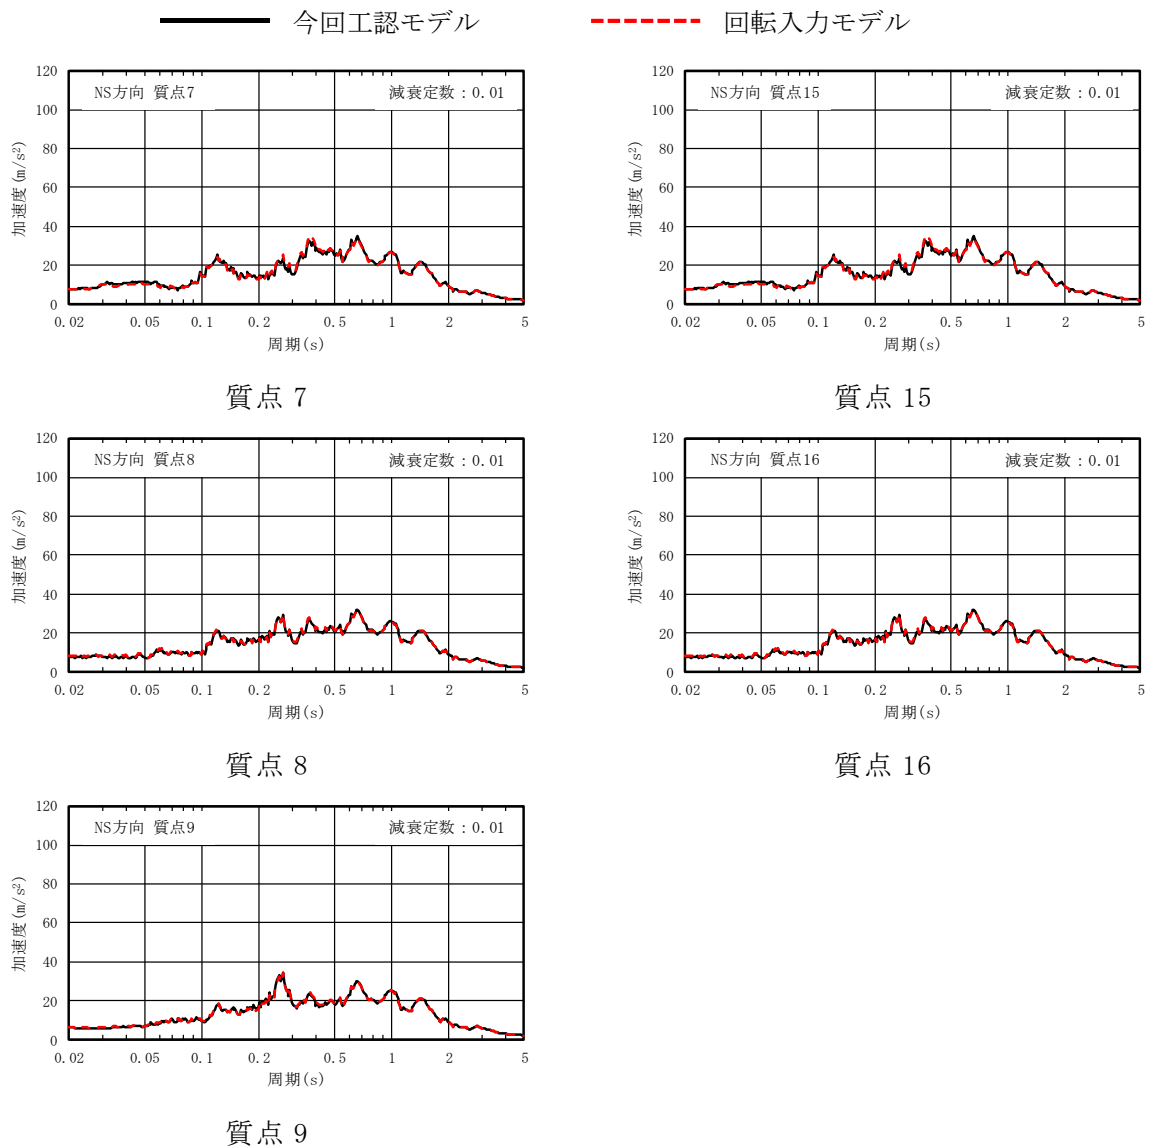 今回工認モデル 回転入力モデル
NS方向 質点7 減衰定数：0.01
加速度(m/s²)
120
100
80
60
40
20
0
0.02 0.05 0.1 0.2 0.5 1 2 5
周期(s)
質点 7
NS方向 質点15 減衰定数：0.01
加速度(m/s²)
120
100
80
60
40
20
0
0.02 0.05 0.1 0.2 0.5 1 2 5
周期(s)
質点 15
NS方向 質点8 減衰定数：0.01
加速度(m/s²)
120
100
80
60
40
20
0
0.02 0.05 0.1 0.2 0.5 1 2 5
周期(s)
質点 8
NS方向 質点16 減衰定数：0.01
加速度(m/s²)
120
100
80
60
40
20
0
0.02 0.05 0.1 0.2 0.5 1 2 5
周期(s)
質点 16
NS方向 質点9 減衰定数：0.01
加速度(m/s²)
120
100
80
60
40
20
0
0.02 0.05 0.1 0.2 0.5 1 2 5
周期(s)
質点 9